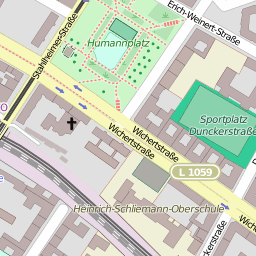 Erich-Weinert-Straße
Stahlheimer-Straße
Humannplatz
Sportplatz
Dunckerstraße
Wichertstraße
Wichertstraße
L 1059
Heinrich-Schliemann-Oberschule